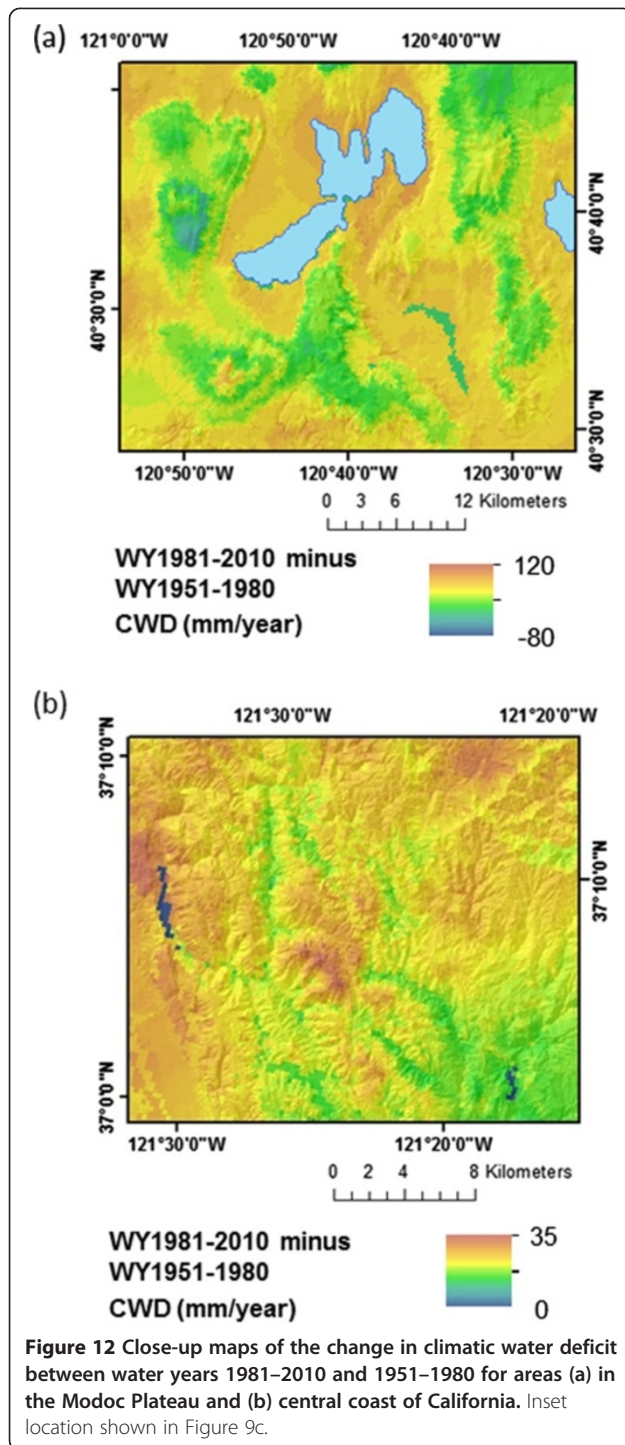 (a)
121°0'0"W 120°50'0"W 120°40'0"W
40°40'0"N
40°30'0"N
40°30'0"N
120°50'0"W 120°40'0"W 120°30'0"W
0 3 6 12 Kilometers
WY1981-2010 minus
WY1951-1980
CWD (mm/year)
120
-80
(b)
121°30'0"W 121°20'0"W
37°10'0"N
37°10'0"N
37°0'0"N
121°30'0"W 121°20'0"W
0 2 4 8 Kilometers
WY1981-2010 minus
WY1951-1980
CWD (mm/year)
35
0
Figure 12 Close-up maps of the change in climatic water deficit
between water years 1981–2010 and 1951–1980 for areas (a) in
the Modoc Plateau and (b) central coast of California. Inset
location shown in Figure 9c.